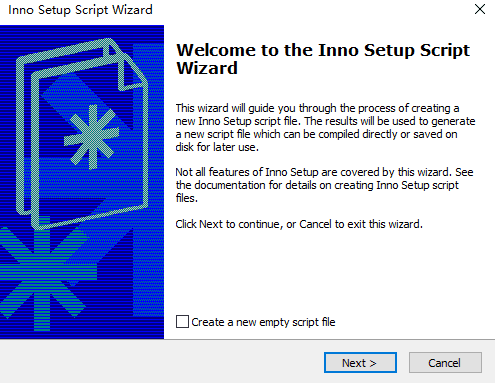 Inno Setup Script Wizard
Welcome to the Inno Setup Script
Wizard
This wizard will guide you through the process of creating a
new Inno Setup script file. The results will be used to generate
a new script file which can be compiled directly or saved on
disk for later use.
Not all features of Inno Setup are covered by this wizard. See
the documentation for details on creating Inno Setup script
files.
Click Next to continue, or Cancel to exit this wizard.
Create a new empty script file
Next >
Cancel